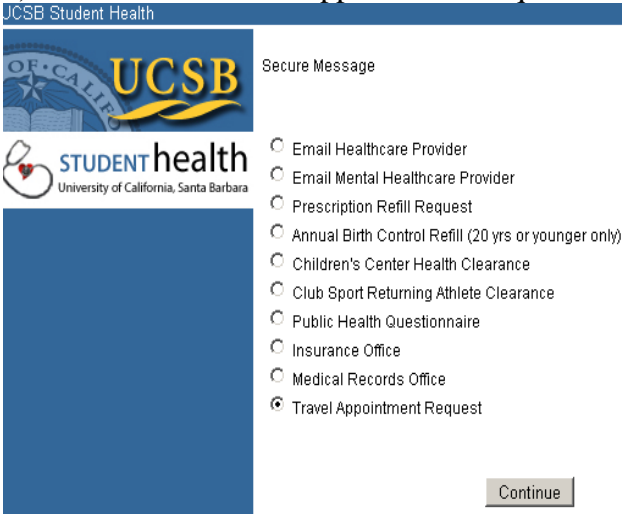 UCSB Student Health
OF · CALIFO
UCSB
Secure Message
STUDENT health
University of California, Santa Barbara
Email Healthcare Provider
Email Mental Healthcare Provider
Prescription Refill Request
Annual Birth Control Refill (20 yrs or younger only)
Children's Center Health Clearance
Club Sport Returning Athlete Clearance
Public Health Questionnaire
Insurance Office
Medical Records Office
Travel Appointment Request
Continue